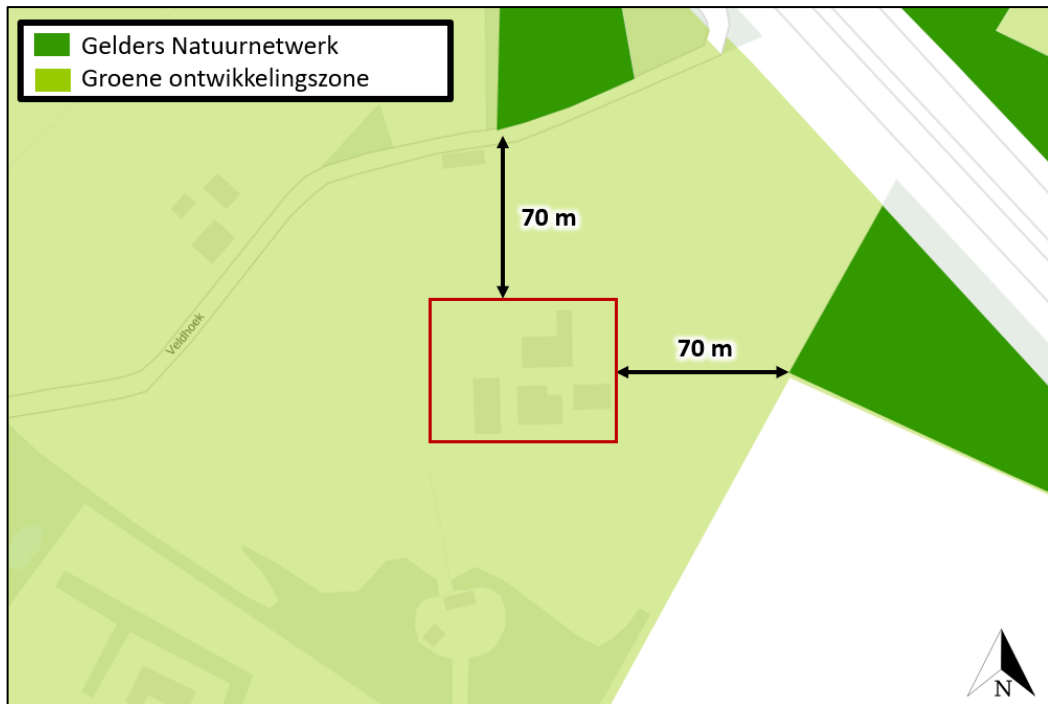 Gelders Natuurnetwerk
Groene ontwikkelingszone
70 m
70 m
Veldhoek
N